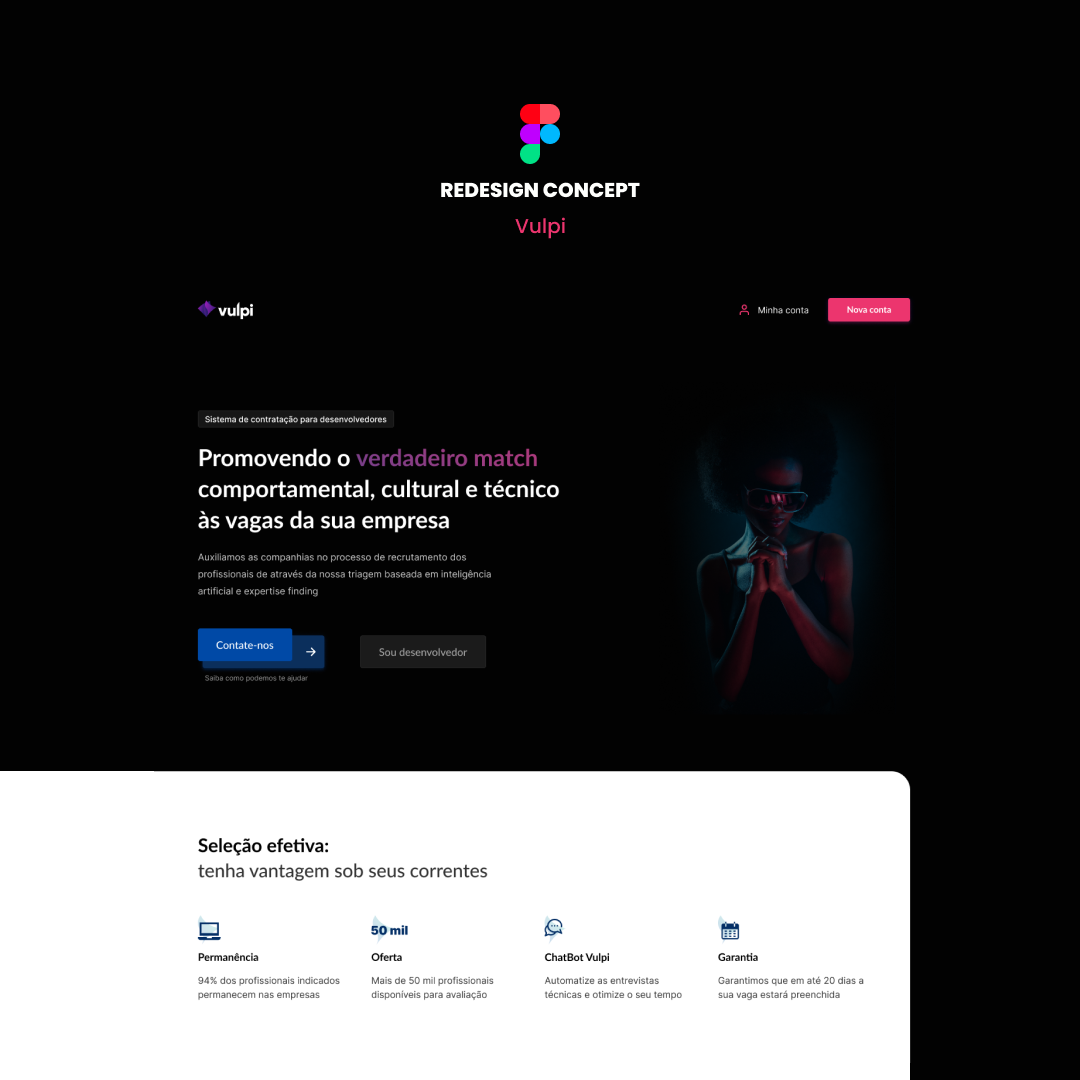 REDESIGN CONCEPT
Vulpi
vulpi
Minha conta
Nova conta
Sistema de contratação para desenvolvedores
Promovendo o verdadeiro match
comportamental, cultural e técnico
às vagas da sua empresa
Auxiliamos as companhias no processo de recrutamento dos
profissionais de através da nossa triagem baseada em inteligência
artificial e expertise finding
Contate-nos
Sou desenvolvedor
Saiba como podemos te ajudar
Seleção efetiva:
tenha vantagem sob seus correntes
Permanência
94% dos profissionais indicados
permanecem nas empresas
50 mil
Oferta
Mais de 50 mil profissionais
disponíveis para avaliação
ChatBot Vulpi
Automatize as entrevistas
técnicas e otimize o seu tempo
Garantia
Garantimos que em até 20 dias a
sua vaga estará preenchida